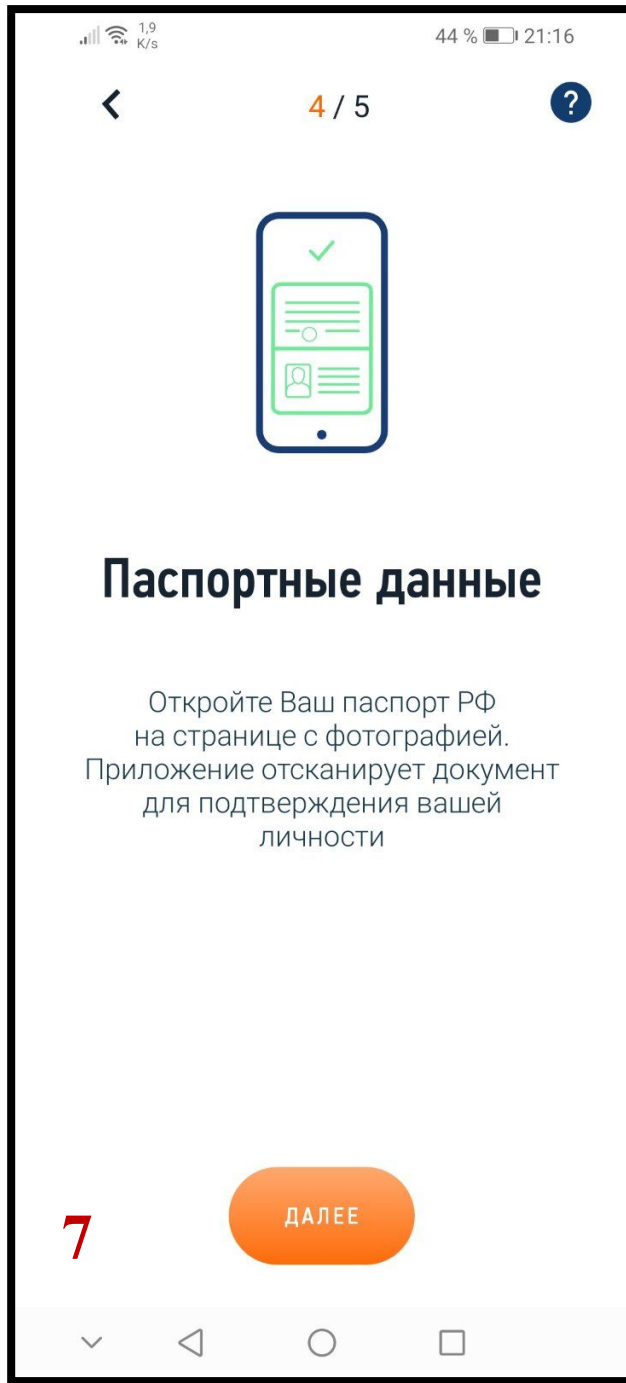 1,9
K/s
44 % 21:16
4 / 5
?
Паспортные данные
Откройте Ваш паспорт РФ
на странице с фотографией.
Приложение отсканирует документ
для подтверждения вашей
личности
ДАЛЕЕ
7